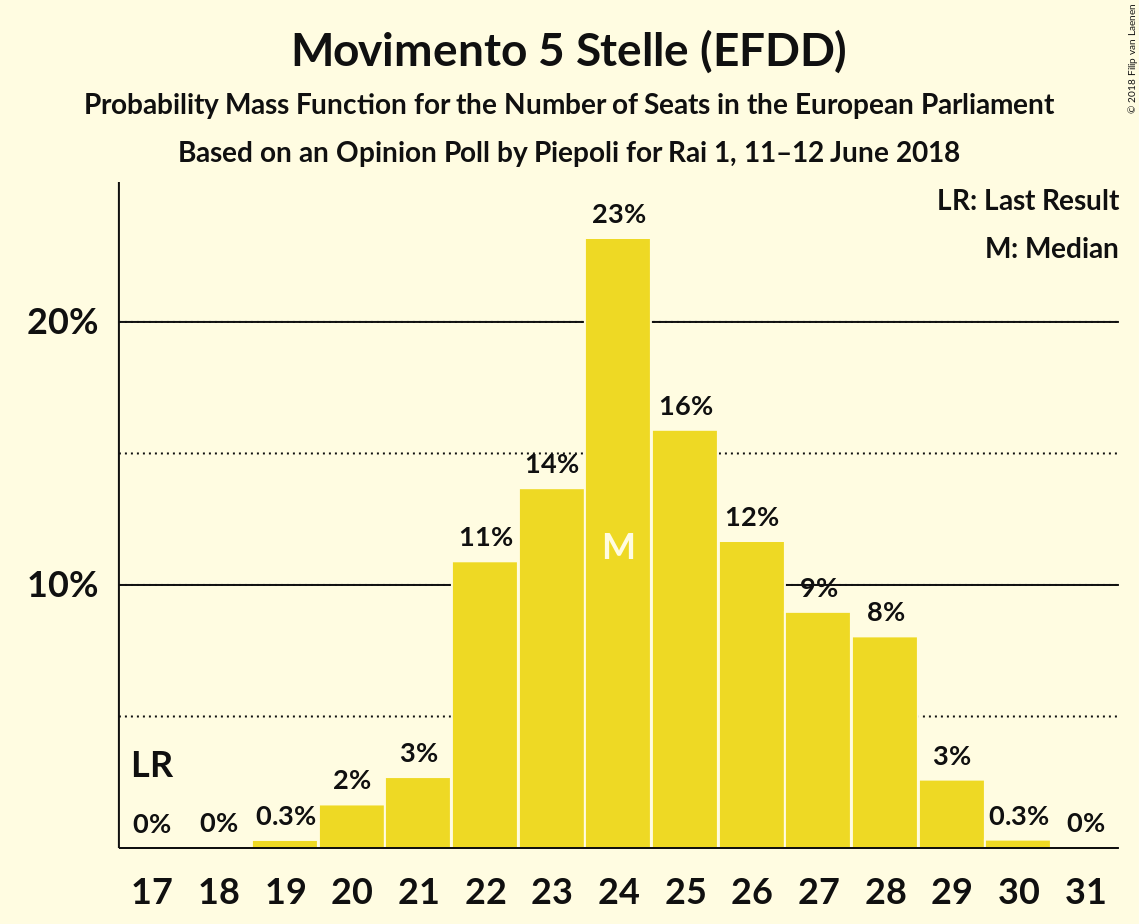 Movimento 5 Stelle (EFDD)
Probability Mass Function for the Number of Seats in the European Parliament
Based on an Opinion Poll by Piepoli for Rai 1, 11–12 June 2018
© 2018 Filip van Laenen
LR: Last Result
M: Median
23%
20%
16%
14%
12%
11%
M
10%
9%
8%
LR
3%
3%
2%
0%
0%
0.3%
0.3%
0%
17 18 19 20 21 22 23 24 25 26 27 28 29 30 31